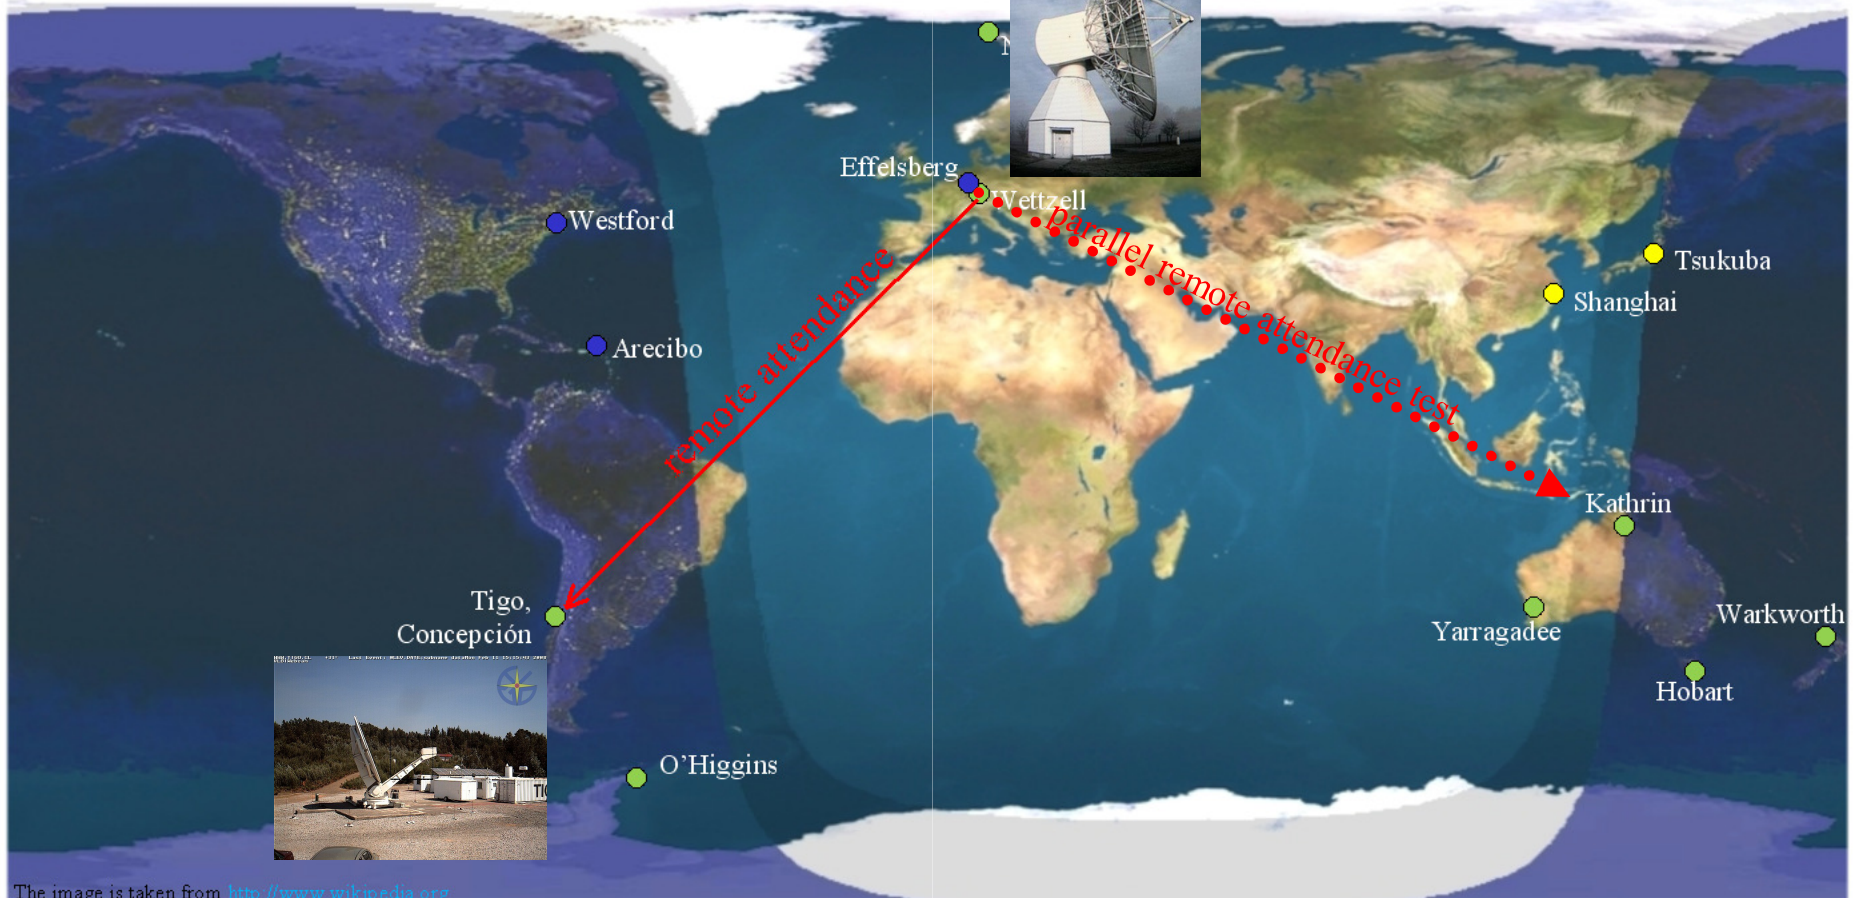 N
Effelsberg
Wettzell
Westford
parallel remote attendance test
Tsukuba
remote attendance
Shanghai
Arecibo
Kathrin
Tigo,
Concepción
Yarragadee
Warkworth
Hobart
O’Higgins
TI
The image is taken from http://www.wikipedia.org